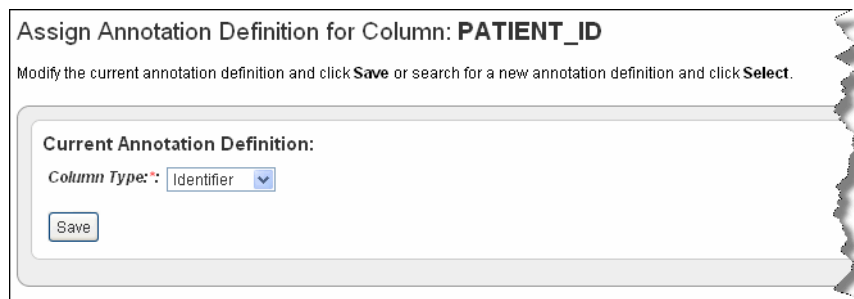 Assign Annotation Definition for Column: PATIENT_ID
Modify the current annotation definition and click Save or search for a new annotation definition and click Select.
Current Annotation Definition:
Column Type:*: Identifier
Save